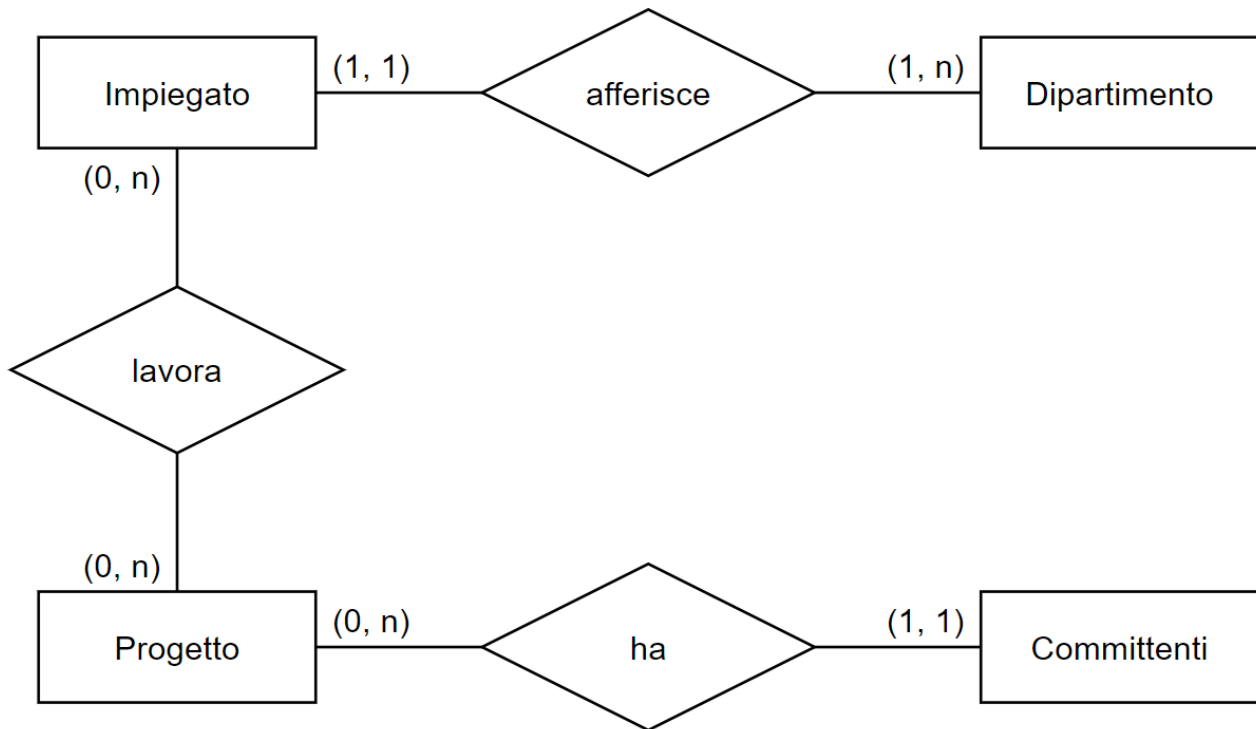 Impiegato
(1, 1)
afferisce
(1, n)
Dipartimento
(0, n)
lavora
(0, n)
Progetto
(0, n)
ha
(1, 1)
Committenti